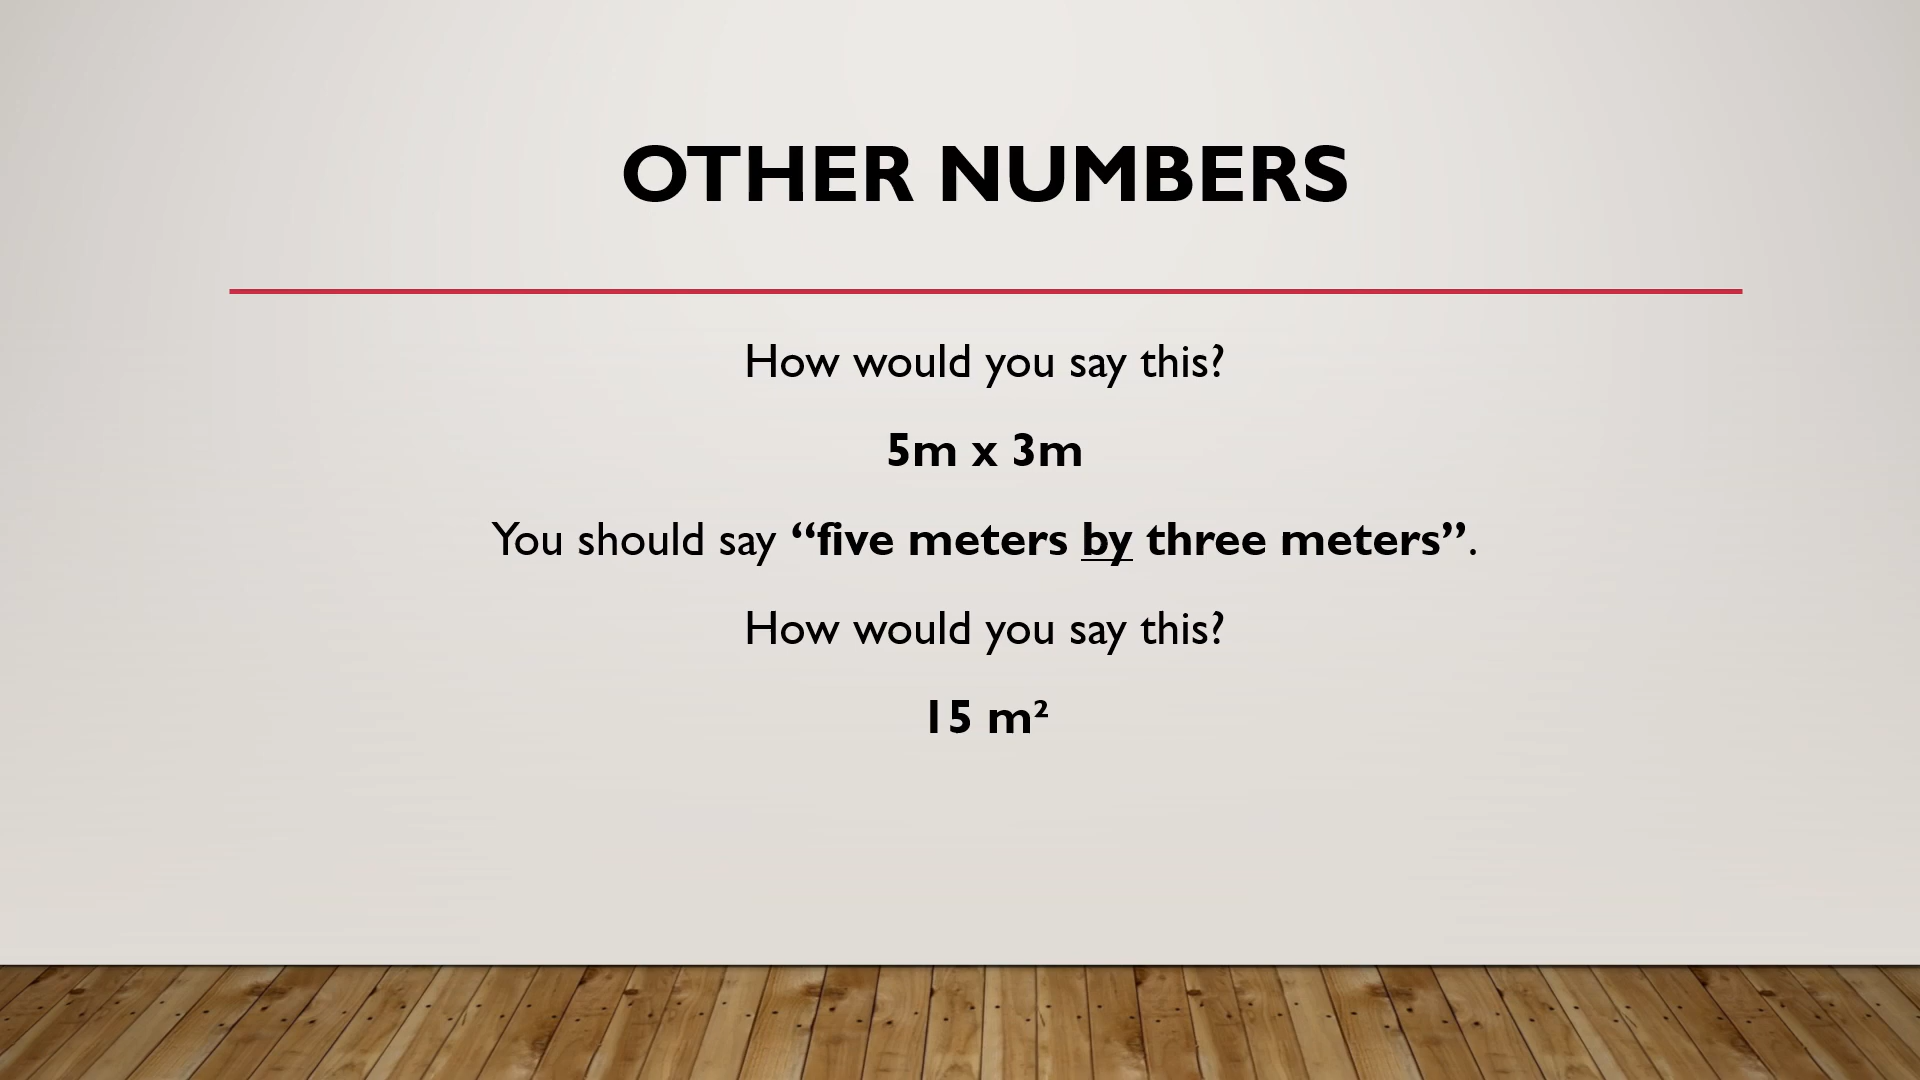 OTHER NUMBERS
How would you say this?
5m x 3m
You should say “five meters by three meters”.
How would you say this?
15 m²